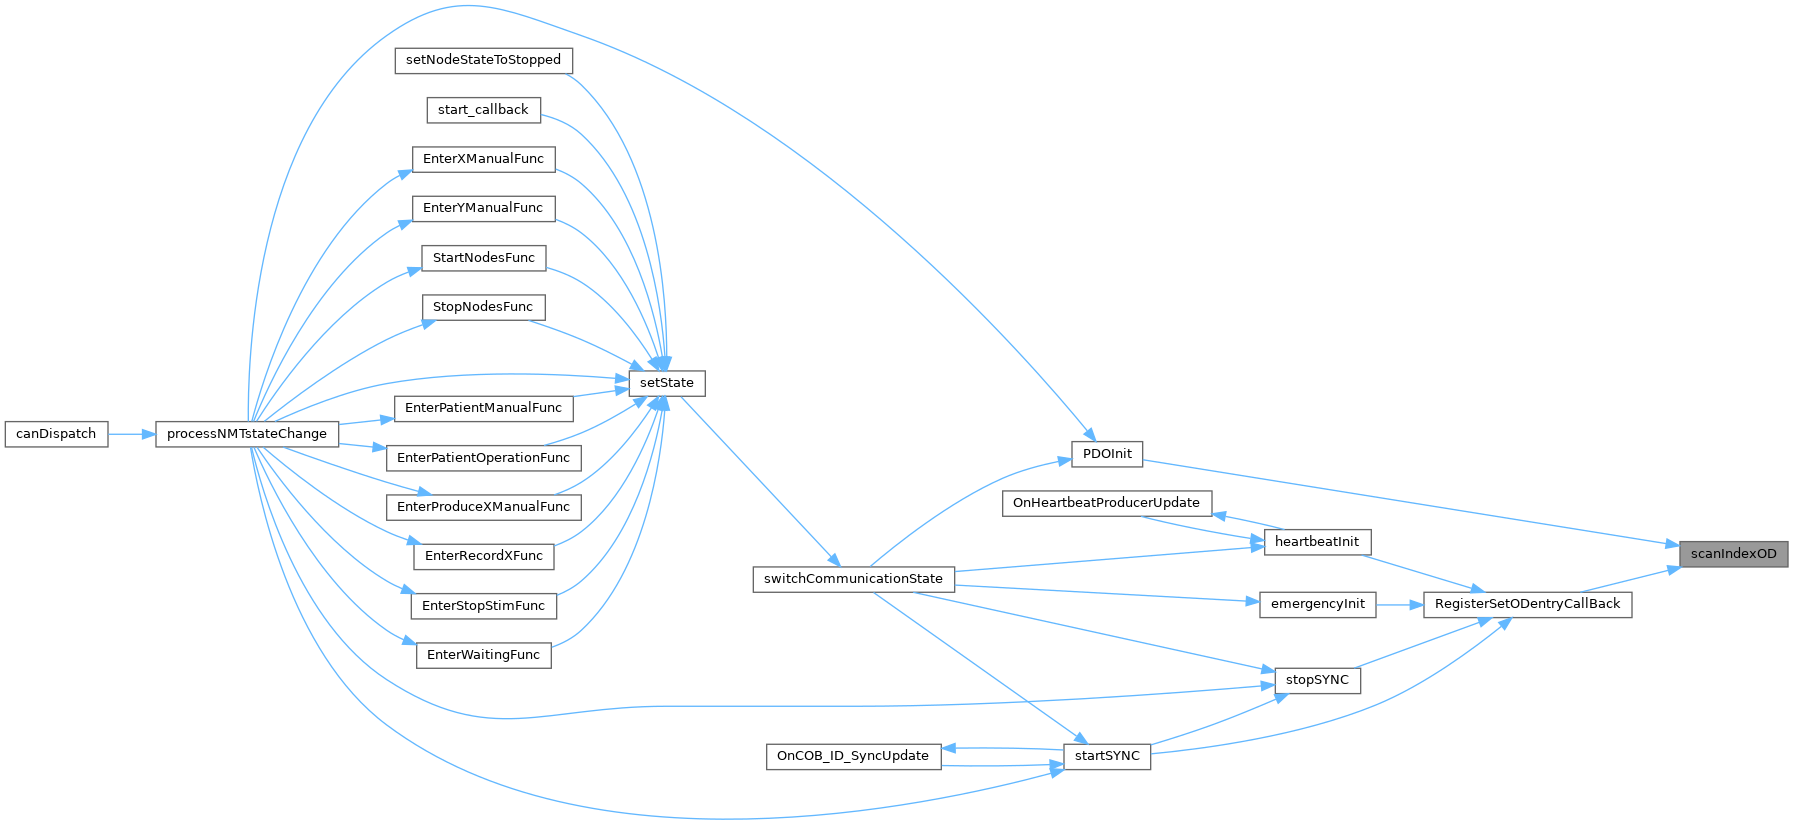 setNodeStateToStopped
start_callback
EnterXManualFunc
EnterYManualFunc
StartNodesFunc
StopNodesFunc
setState
EnterPatientManualFunc
canDispatch
processNMTstateChange
EnterPatientOperationFunc
PDOInit
EnterProduceXManualFunc
OnHeartbeatProducerUpdate
heartbeatInit
scanIndexOD
EnterRecordXFunc
switchCommunicationState
EnterStopStimFunc
emergencyInit
RegisterSetODentryCallBack
EnterWaitingFunc
stopSYNC
OnCOB_ID_SyncUpdate
startSYNC